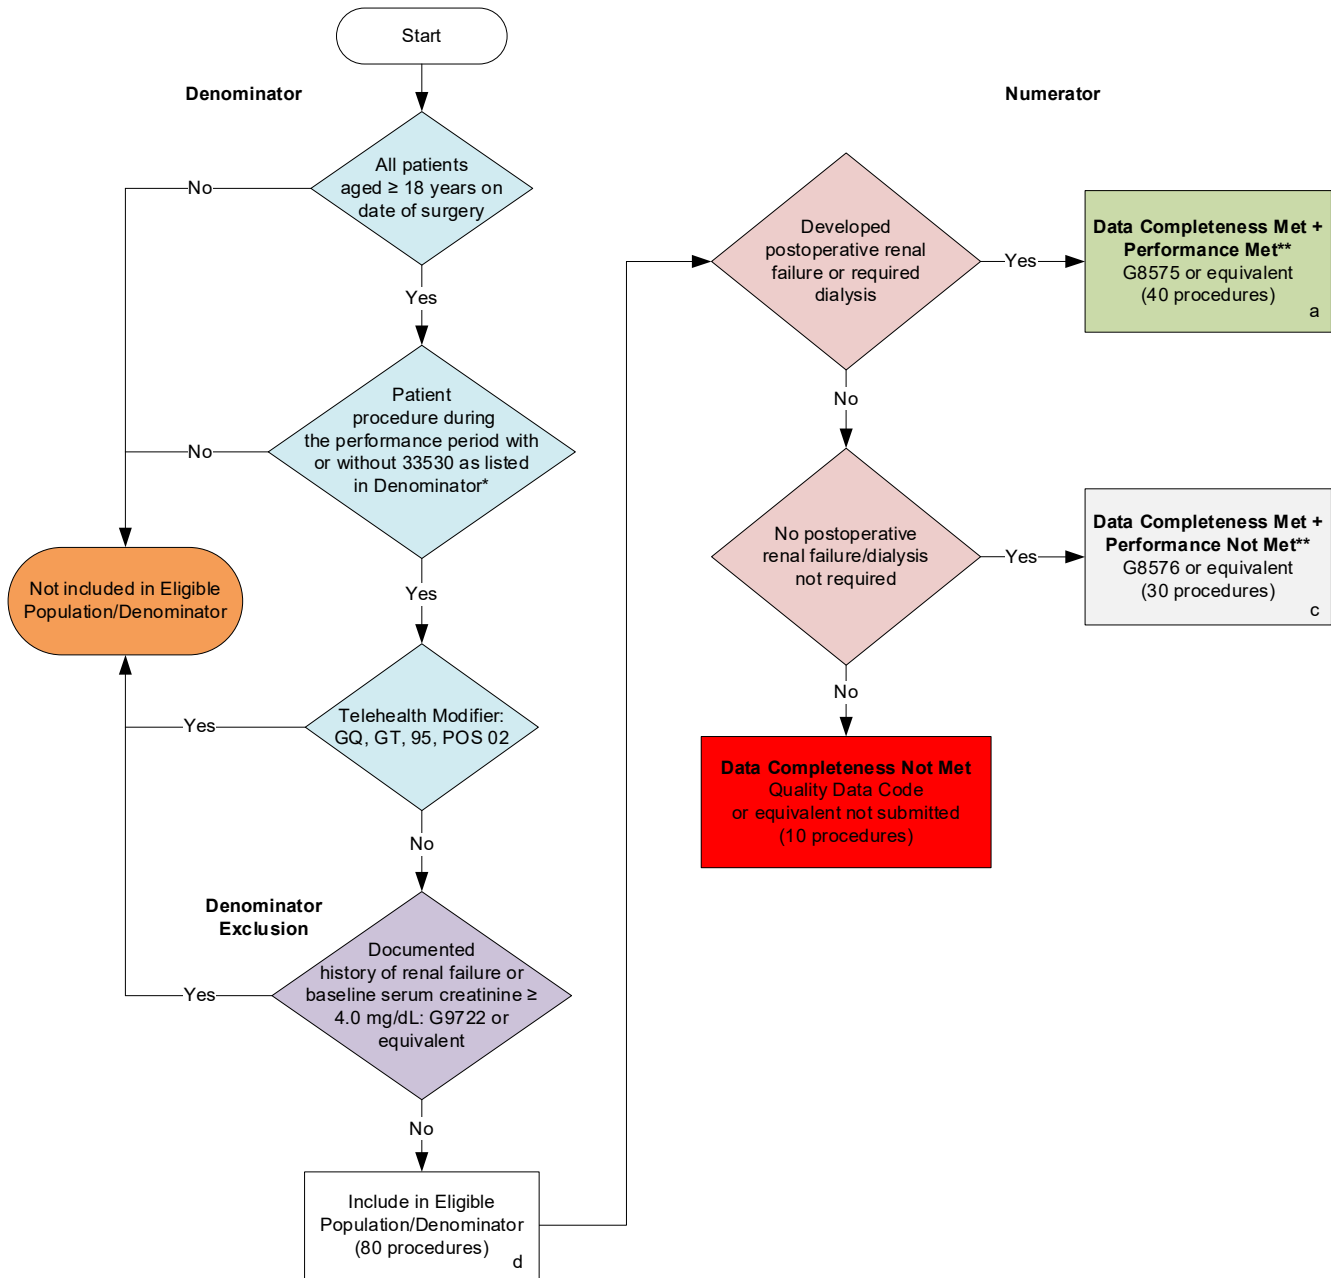 Start
Denominator
Numerator
All patients
aged ≥ 18 years on
date of surgery
No
Yes
Patient
procedure during
the performance period with
or without 33530 as listed
in Denominator*
No
Not included in Eligible
Population/Denominator
Yes
Telehealth Modifier:
GQ, GT, 95, POS 02
Yes
No
Denominator
Exclusion
Documented
history of renal failure or
baseline serum creatinine ≥
4.0 mg/dL: G9722 or
equivalent
Yes
No
Include in Eligible
Population/Denominator
(80 procedures)
d
Developed
postoperative renal
failure or required
dialysis
Yes
Data Completeness Met +
Performance Met**
G8575 or equivalent
(40 procedures)
a
No
No postoperative
renal failure/dialysis
not required
Yes
Data Completeness Met +
Performance Not Met**
G8576 or equivalent
(30 procedures)
c
No
Data Completeness Not Met
Quality Data Code
or equivalent not submitted
(10 procedures)